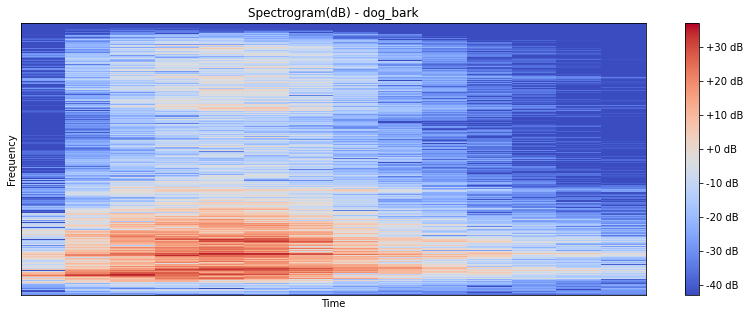 Spectrogram(dB) - dog_bark
Frequency
Time
+30 dB
+20 dB
+10 dB
+0 dB
-10 dB
-20 dB
-30 dB
-40 dB